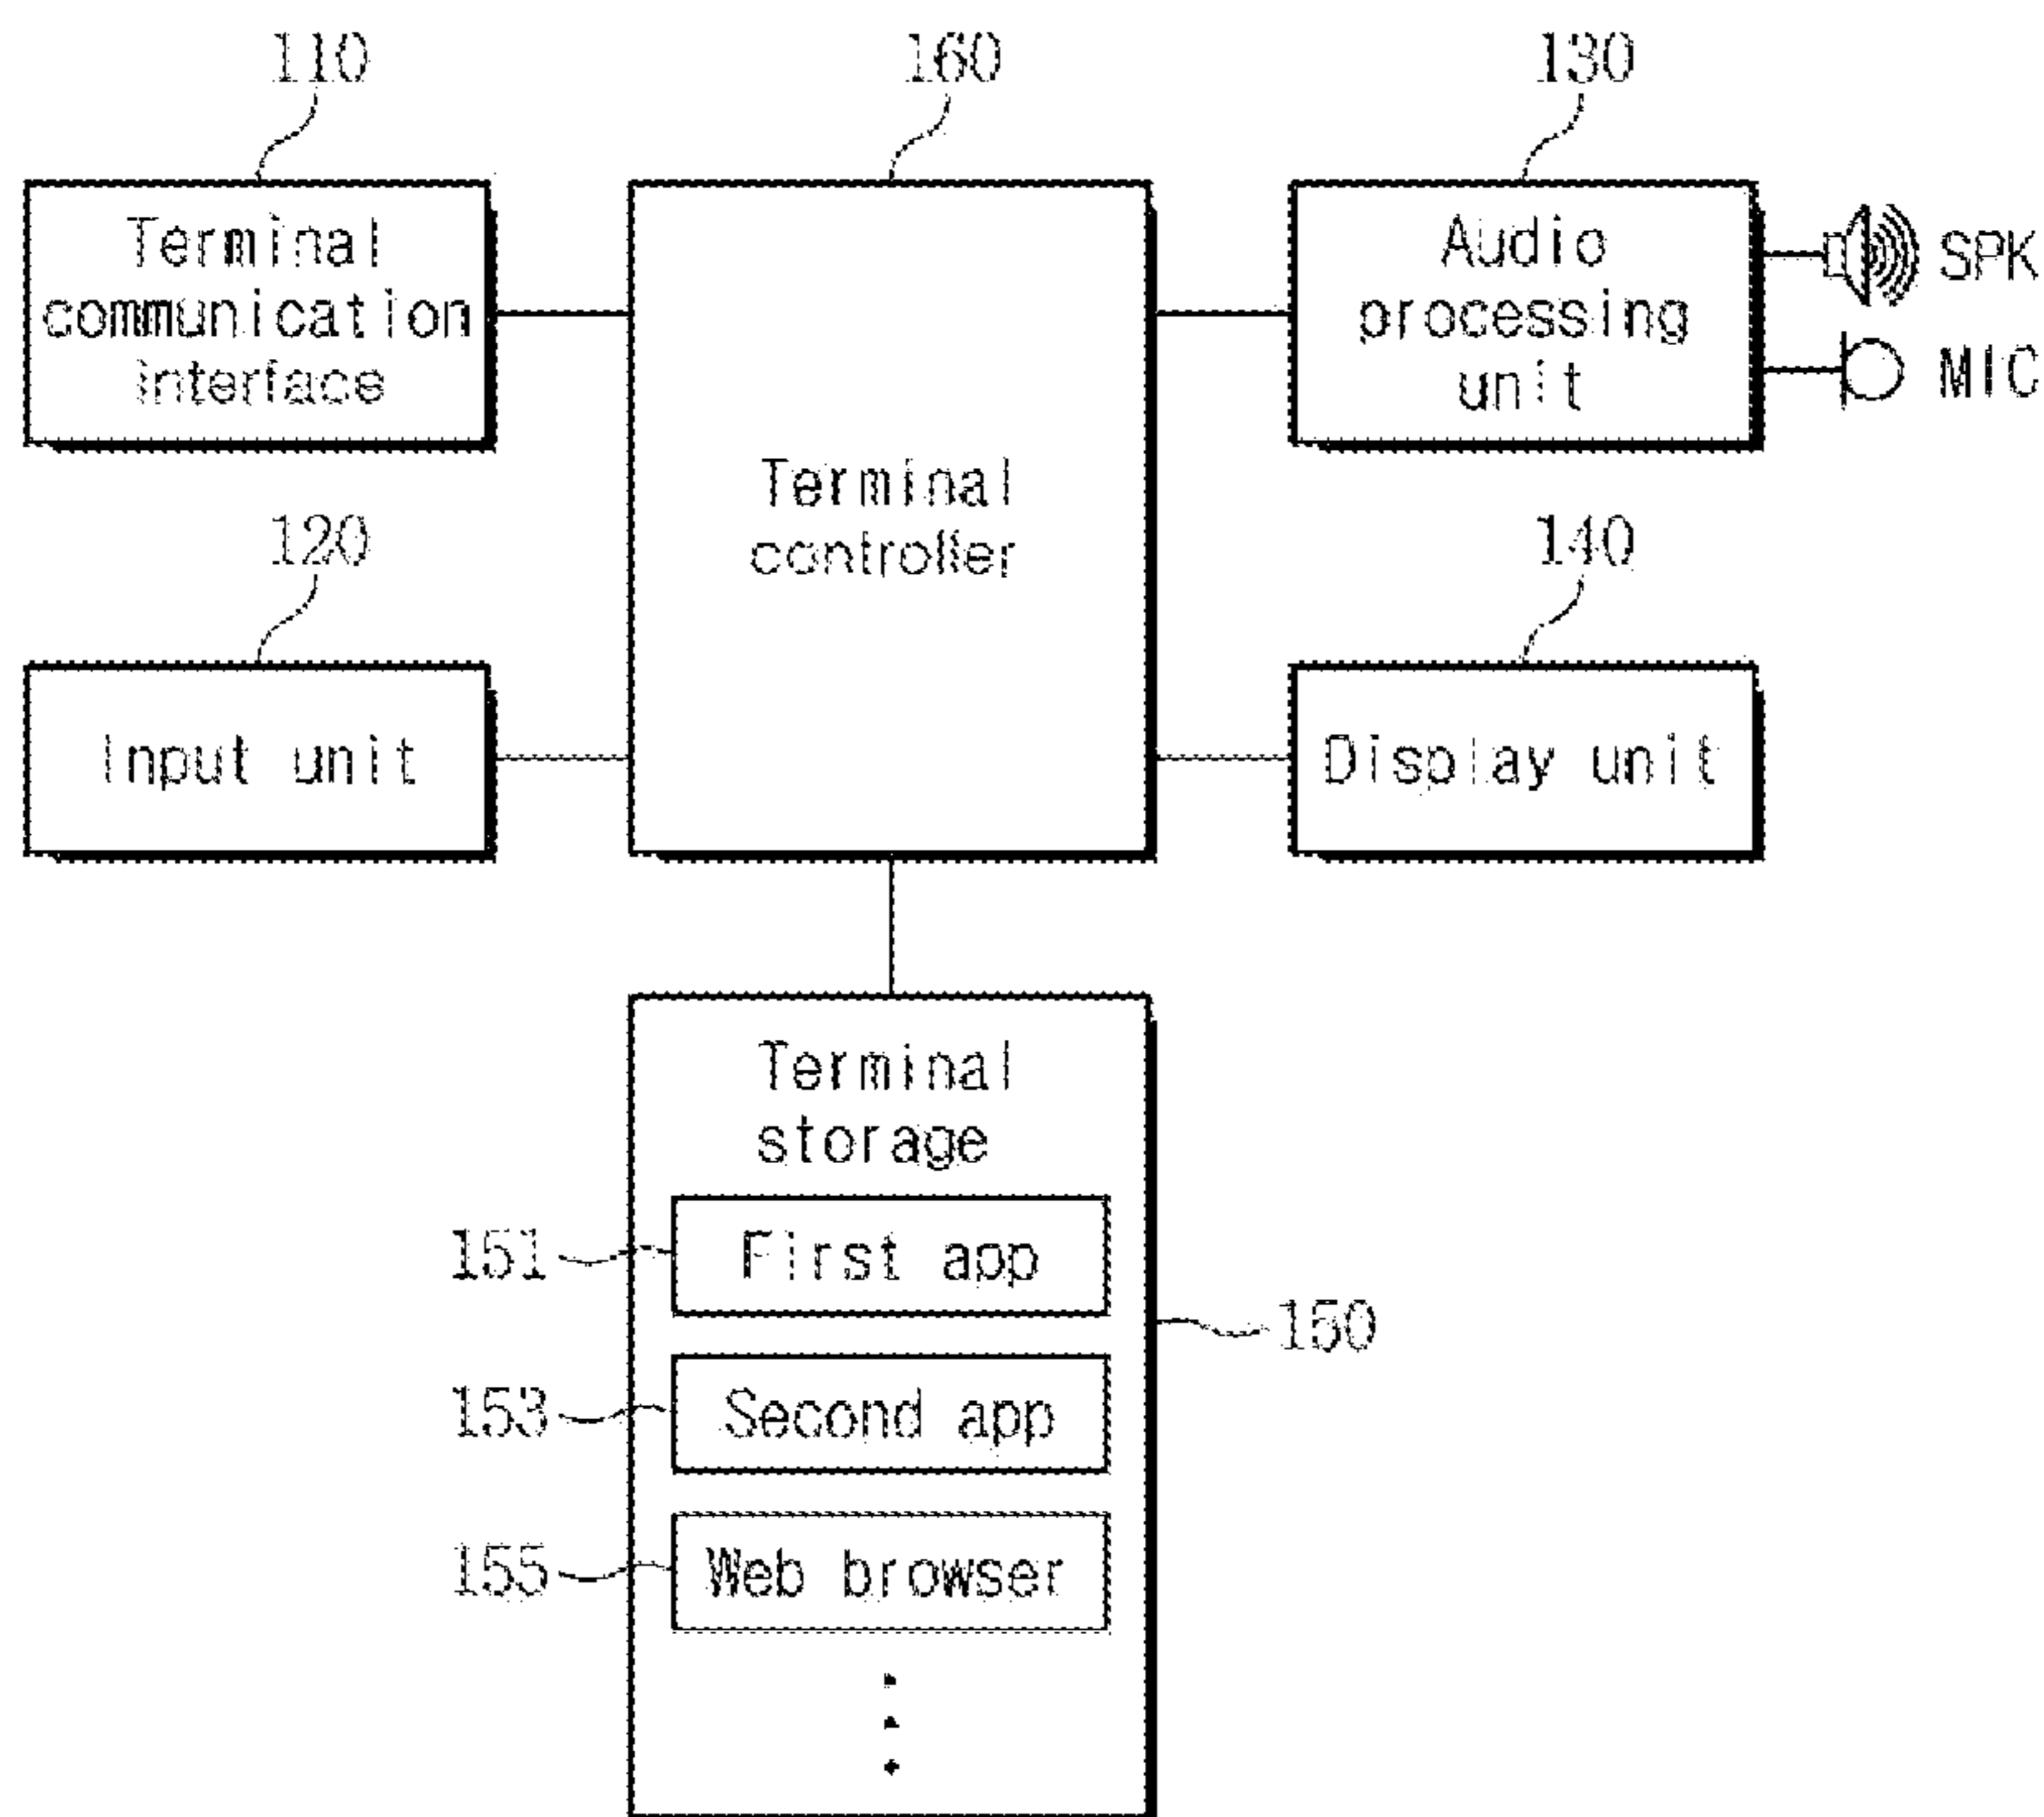 110
160
130
Terminal
communication
interface
Terminal
controller
Audio
processing
unit
SPK
MIC
120
140
Input unit
Display unit
Terminal
storage
151
First app
150
153
Second app
155
Web browser